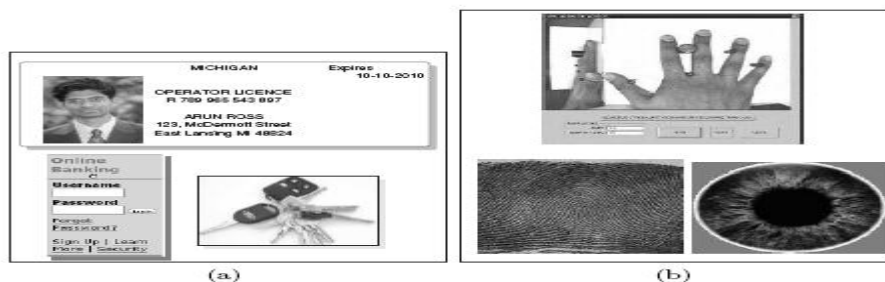 MICHIGAN Expires
10-10-2010
OPERATOR LICENCE
R 789 965 543 897
ARUN ROSS
123, McDermott Street
East Lansing MI 48824
Online
Banking
Username
Password
Forgot
Password?
Sign Up | Learn
More | Security
(a)
(b)